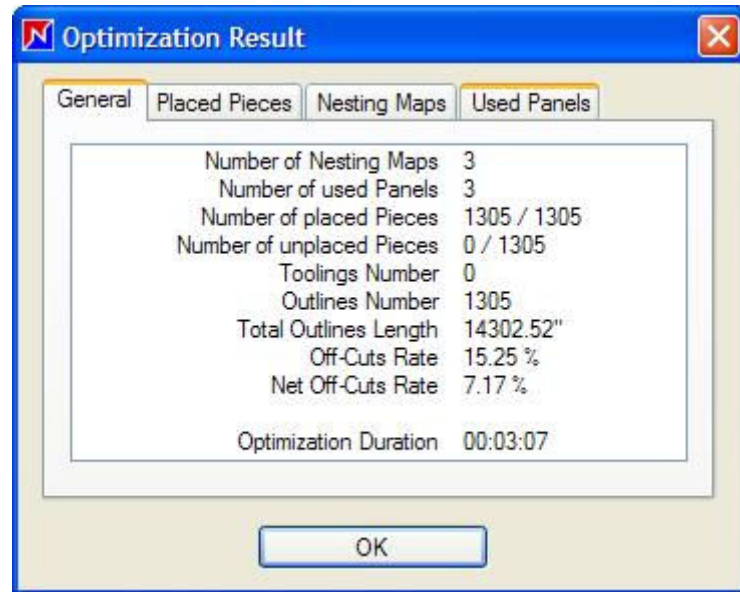 Optimization Result
General Placed Pieces Nesting Maps Used Panels
Number of Nesting Maps 3
Number of used Panels 3
Number of placed Pieces 1305 / 1305
Number of unplaced Pieces 0 / 1305
Toolings Number 0
Outlines Number 1305
Total Outlines Length 14302.52"
Off-Cuts Rate 15.25 %
Net Off-Cuts Rate 7.17 %
Optimization Duration 00:03:07
OK